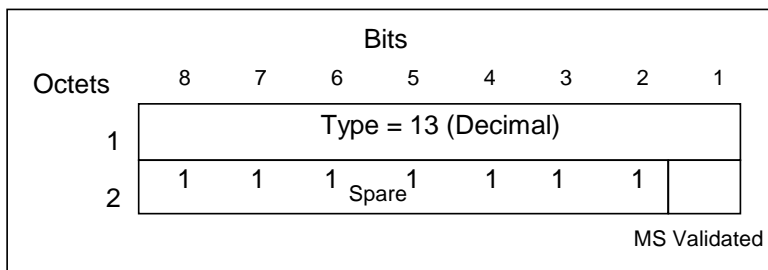 Bits
Octets 8 7 6 5 4 3 2 1
1 Type = 13 (Decimal)
2 1 1 1 1 1 1 1
Spare
MS Validated